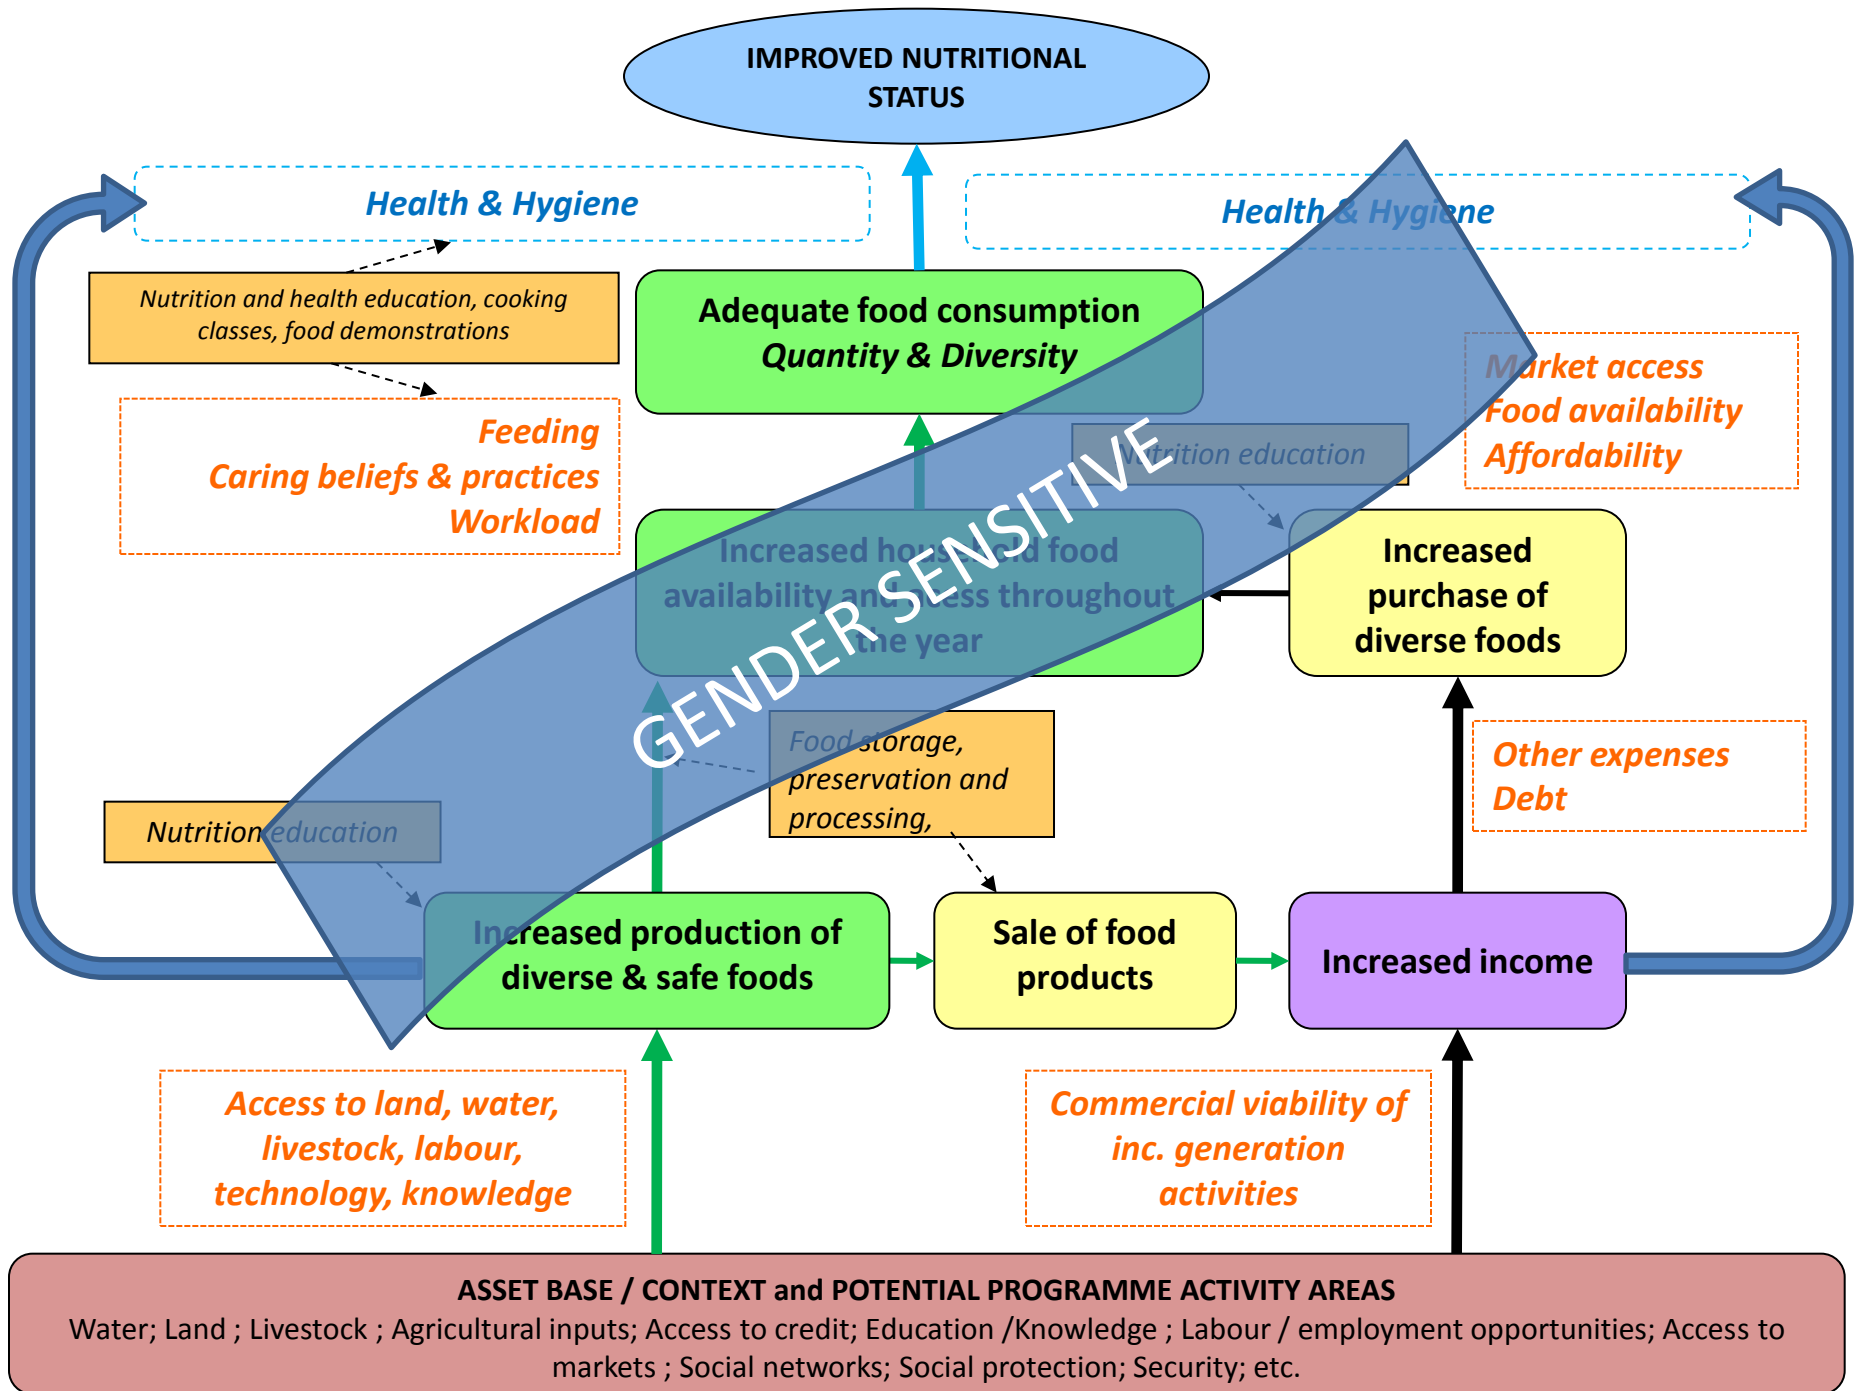 IMPROVED NUTRITIONAL
STATUS
Health & Hygiene
Health & Hygiene
Nutrition and health education, cooking
classes, food demonstrations
Adequate food consumption
Quantity & Diversity
Market access
Food availability
Affordability
Feeding
Caring beliefs & practices
Workload
Nutrition education
GENDER SENSITIVE
Increased household food
availability and acess throughout
the year
Increased
purchase of
diverse foods
Food storage,
preservation and
processing,
Other expenses
Debt
Nutrition education
Increased production of
diverse & safe foods
Sale of food
products
Increased income
Access to land, water,
livestock, labour,
technology, knowledge
Commercial viability of
inc. generation
activities
ASSET BASE / CONTEXT and POTENTIAL PROGRAMME ACTIVITY AREAS
Water; Land ; Livestock ; Agricultural inputs; Access to credit; Education /Knowledge ; Labour / employment opportunities; Access to
markets ; Social networks; Social protection; Security; etc.